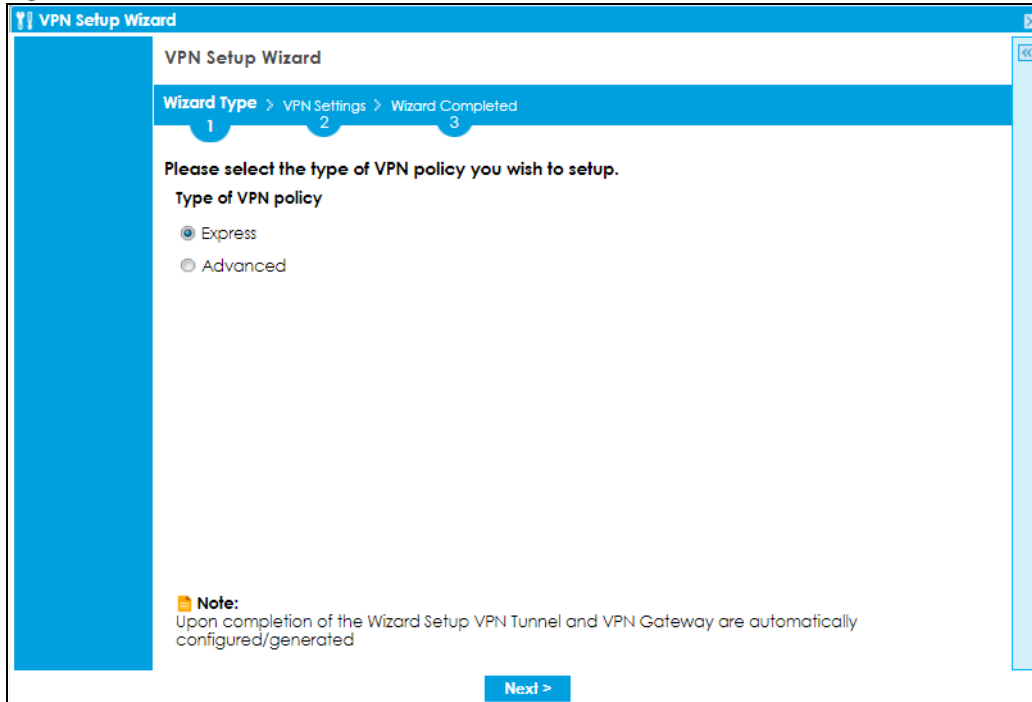 VPN Setup Wizard
VPN Setup Wizard
Wizard Type > VPN Settings > Wizard Completed
1 2 3
Please select the type of VPN policy you wish to setup.
Type of VPN policy
Express
Advanced
Note:
Upon completion of the Wizard Setup VPN Tunnel and VPN Gateway are automatically
configured/generated
Next >